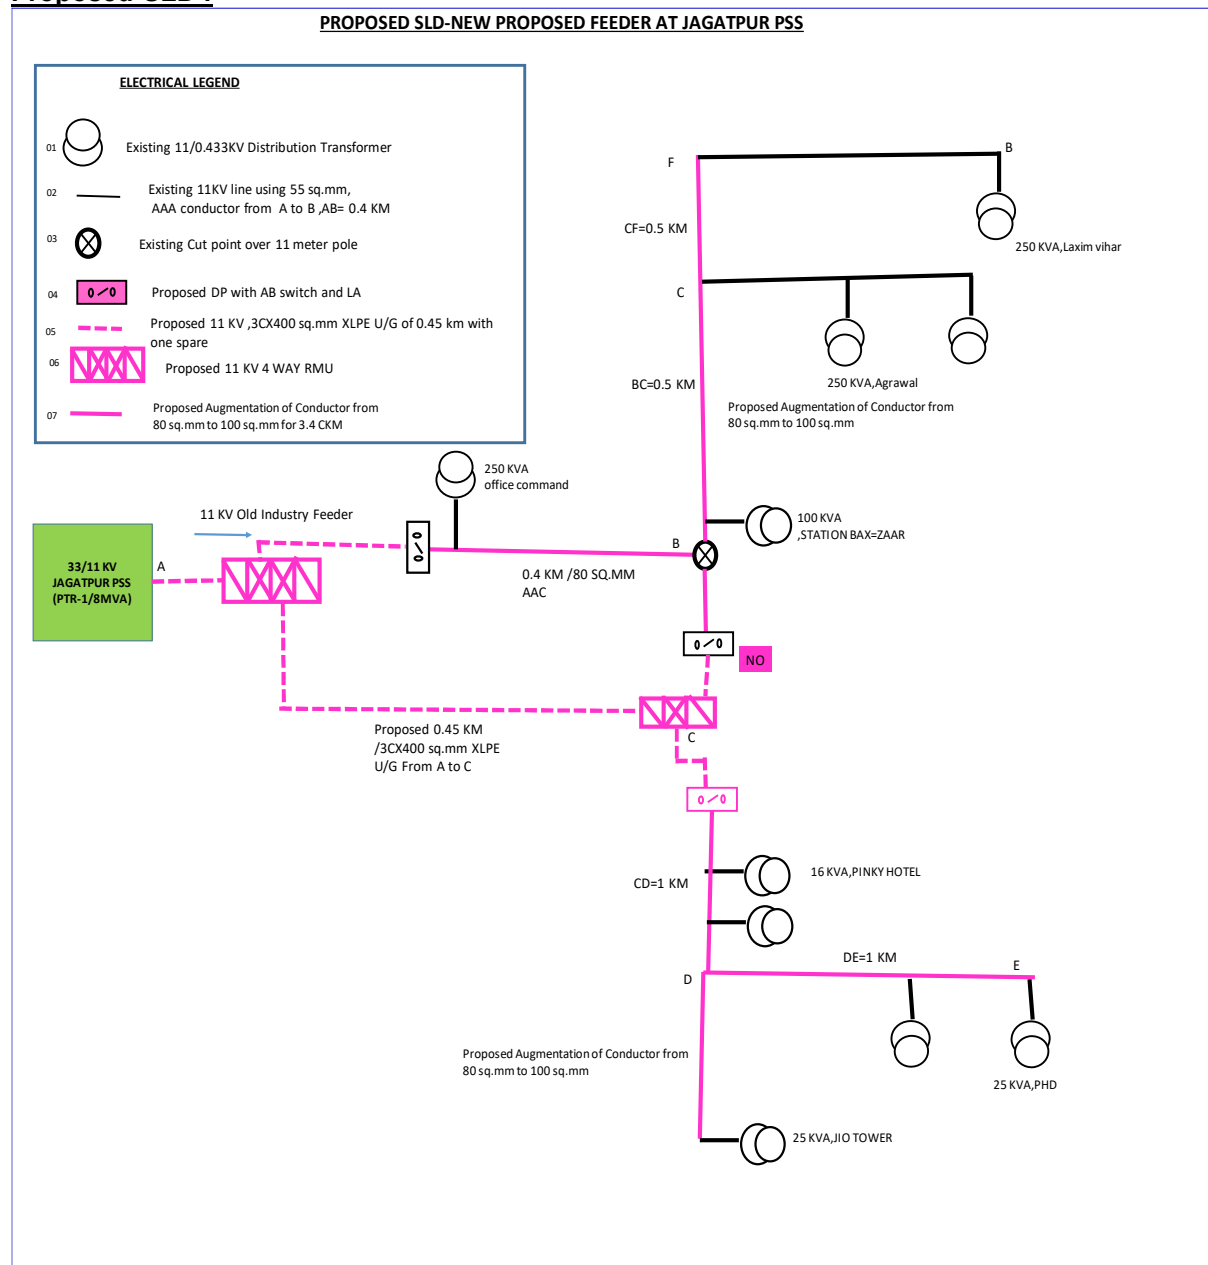 PROPOSED SLD-NEW PROPOSED FEEDER AT JAGATPUR PSS
ELECTRICAL LEGEND
01 Existing 11/0.433KV Distribution Transformer
02 Existing 11KV line using 55 sq.mm,
AAA conductor from A to B ,AB= 0.4 KM
03 Existing Cut point over 11 meter pole
04 Proposed DP with AB switch and LA
05 Proposed 11 KV ,3CX400 sq.mm XLPE U/G of 0.45 km with
one spare
06 Proposed 11 KV 4 WAY RMU
07 Proposed Augmentation of Conductor from
80 sq.mm to 100 sq.mm for 3.4 CKM
F
B
CF=0.5 KM
250 KVA,Laxim vihar
C
BC=0.5 KM
250 KVA,Agrawal
Proposed Augmentation of Conductor from
80 sq.mm to 100 sq.mm
250 KVA
office command
11 KV Old Industry Feeder
100 KVA
,STATION BAX=ZAAR
B
33/11 KV
JAGATPUR PSS
(PTR-1/8MVA)
A
0.4 KM /80 SQ.MM
AAC
NO
Proposed 0.45 KM
/3CX400 sq.mm XLPE
U/G From A to C
C
16 KVA,PINKY HOTEL
CD=1 KM
DE=1 KM
E
D
Proposed Augmentation of Conductor from
80 sq.mm to 100 sq.mm
25 KVA,PHD
25 KVA,JIO TOWER